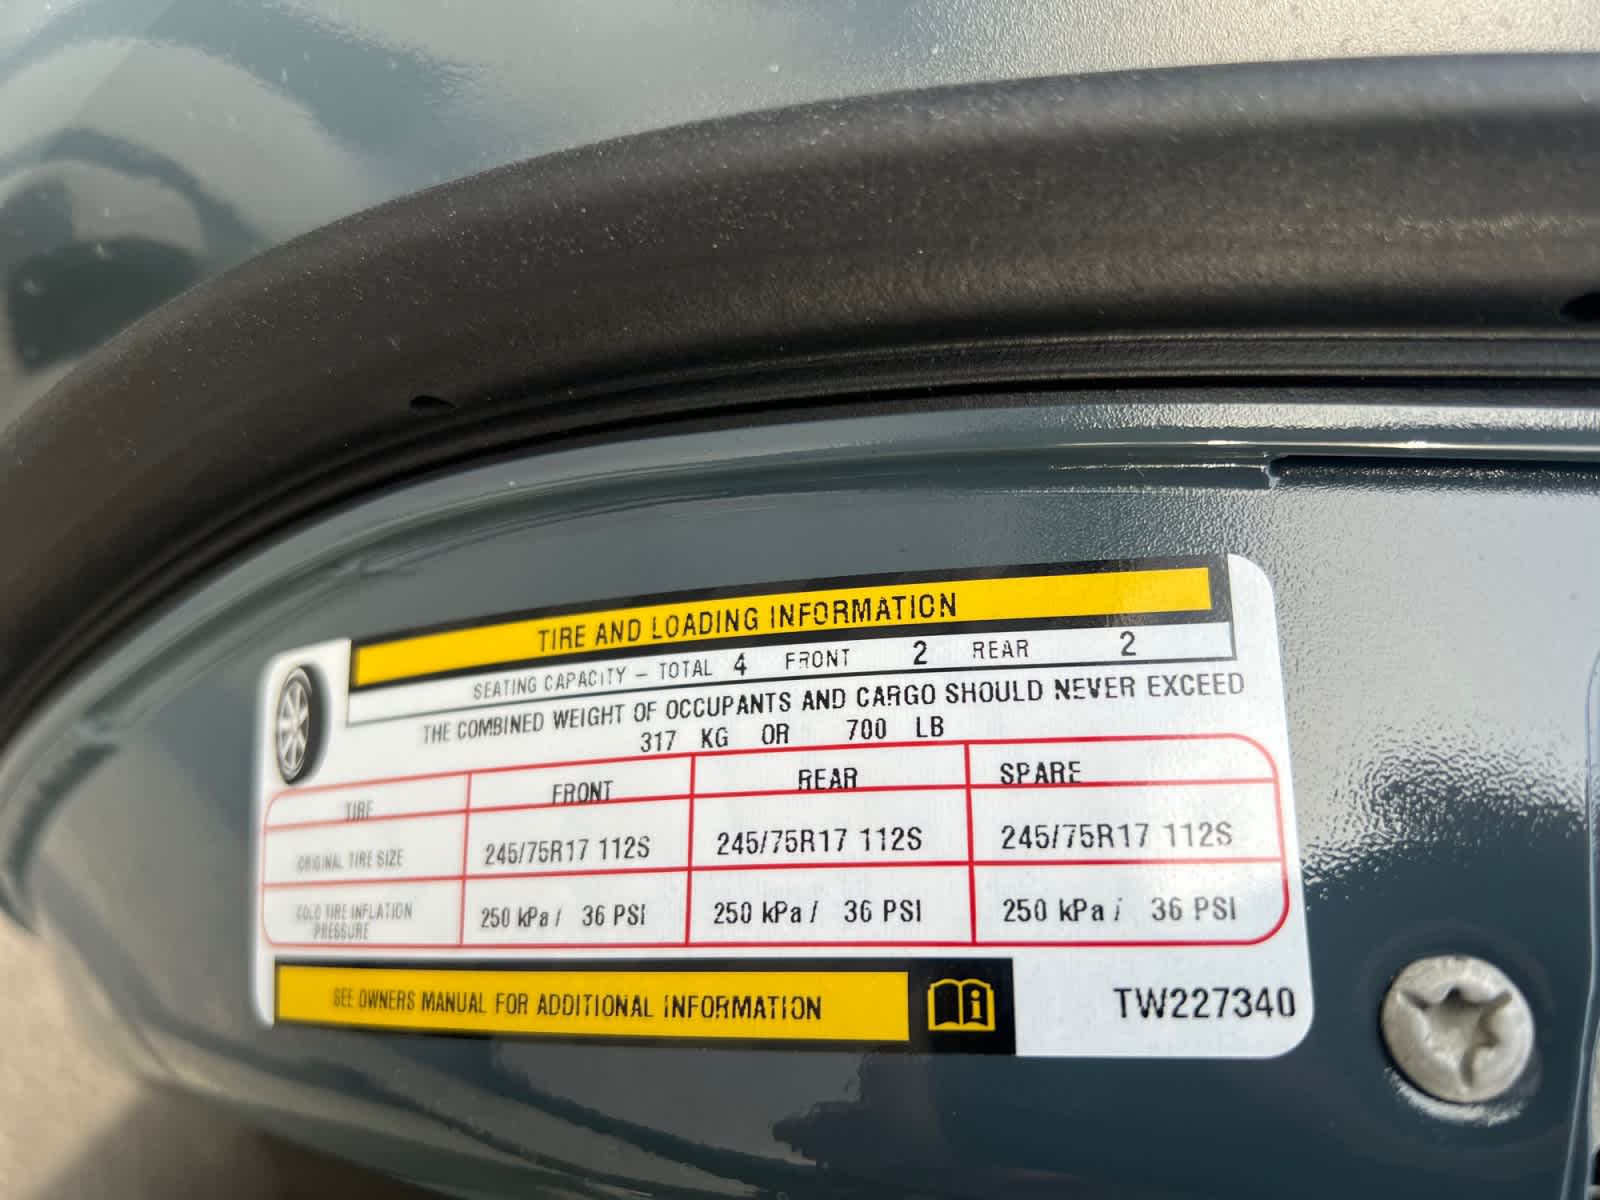 TIRE AND LOADING INFORMATION
SEATING CAPACITY - TOTAL 4 FRONT 2 REAR 2
THE COMBINED WEIGHT OF OCCUPANTS AND CARGO SHOULD NEVER EXCEED
317 KG OR 700 LB
TIRE FRONT REAR SPARE
ORIGINAL TIRE SIZE 245/75R17 112S 245/75R17 112S 245/75R17 112S
COLD TIRE INFLATION PRESSURE 250 kPa / 36 PSI 250 kPa / 36 PSI 250 kPa / 36 PSI
SEE OWNERS MANUAL FOR ADDITIONAL INFORMATION
TW227340